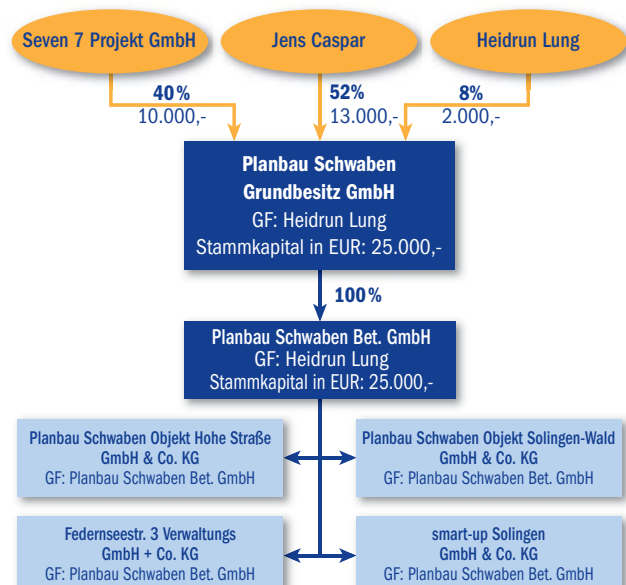 Seven 7 Projekt GmbH
Jens Caspar
Heidrun Lung
40%
10.000,-
52%
13.000,-
8%
2.000,-
Planbau Schwaben
Grundbesitz GmbH
GF: Heidrun Lung
Stammkapital in EUR: 25.000,-
100%
Planbau Schwaben Bet. GmbH
GF: Heidrun Lung
Stammkapital in EUR: 25.000,-
Planbau Schwaben Objekt Hohe Straße
GmbH & Co. KG
GF: Planbau Schwaben Bet. GmbH
Planbau Schwaben Objekt Solingen-Wald
GmbH & Co. KG
GF: Planbau Schwaben Bet. GmbH
Federnseestr. 3 Verwaltungs
GmbH + Co. KG
GF: Planbau Schwaben Bet. GmbH
smart-up Solingen
GmbH & Co. KG
GF: Planbau Schwaben Bet. GmbH